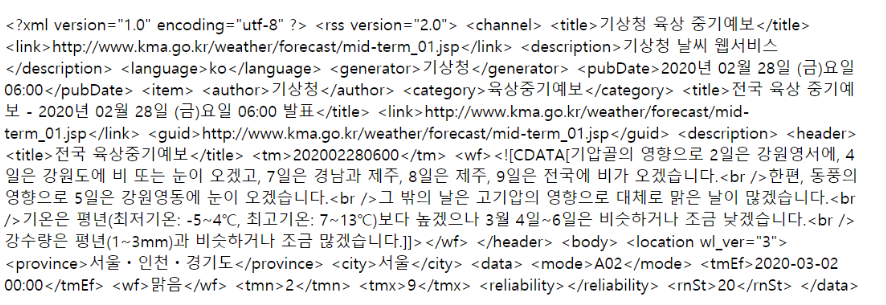 <?xml version="1.0" encoding="utf-8" ?> <rss version="2.0"> <channel> <title>기상청 육상 중기예보</title>
<link>http://www.kma.go.kr/weather/forecast/mid-term_01.jsp</link> <description>기상청 날씨 웹서비스
</description> <language>ko</language> <generator>기상청</generator> <pubDate>2020년 02월 28일 (금)요일
06:00</pubDate> <item> <author>기상청</author> <category>육상중기예보</category> <title>전국 육상 중기예
보 - 2020년 02월 28일 (금)요일 06:00 발표</title> <link>http://www.kma.go.kr/weather/forecast/mid-
term_01.jsp</link> <guid>http://www.kma.go.kr/weather/forecast/mid-term_01.jsp</guid> <description> <header>
<title>전국 육상중기예보</title> <tm>202002280600</tm> <wf><![CDATA[기압골의 영향으로 2일은 강원영서에, 4
일은 강원도에 비 또는 눈이 오겠고, 7일은 경남과 제주, 8일은 제주, 9일은 전국에 비가 오겠습니다.<br />한편, 동풍의
영향으로 5일은 강원영동에 눈이 오겠습니다.<br />그 밖의 날은 고기압의 영향으로 대체로 맑은 날이 많겠습니다.<br
/>기온은 평년(최저기온: -5~4℃, 최고기온: 7~13℃)보다 높겠으나 3월 4일~6일은 비슷하거나 조금 낮겠습니다.<br />
강수량은 평년(1~3mm)과 비슷하거나 조금 많겠습니다.]]></wf> </header> <body> <location wl_ver="3">
<province>서울・인천・경기도</province> <city>서울</city> <data> <mode>A02</mode> <tmEf>2020-03-02
00:00</tmEf> <wf>맑음</wf> <tmn>2</tmn> <tmx>9</tmx> <reliability></reliability> <rnSt>20</rnSt> </data>